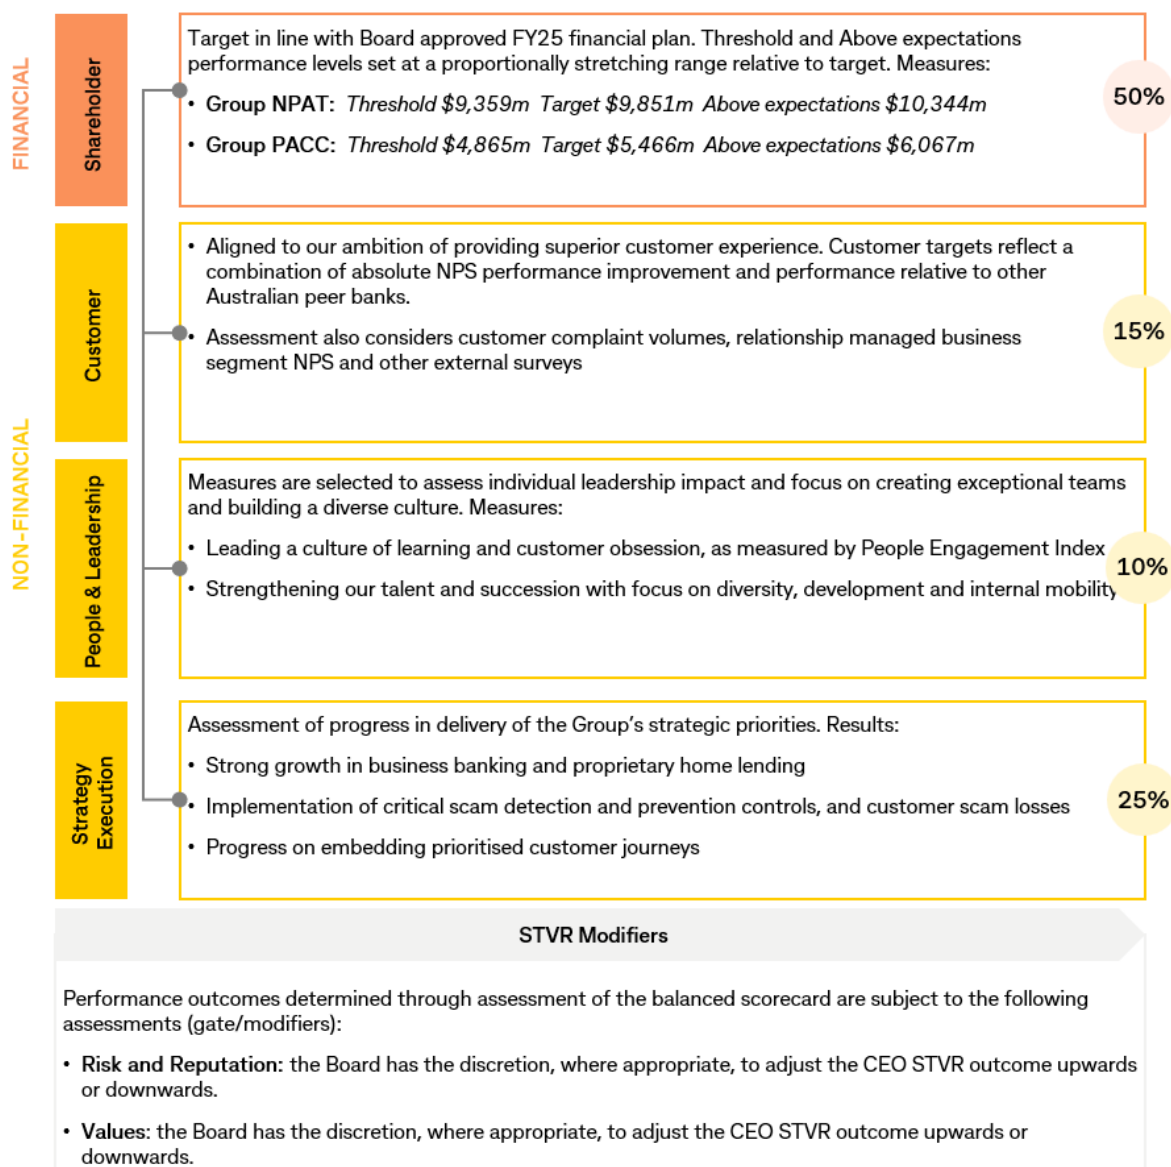 FINANCIAL
Shareholder
Target in line with Board approved FY25 financial plan. Threshold and Above expectations
performance levels set at a proportionally stretching range relative to target. Measures:
• Group NPAT: Threshold $9,359m Target $9,851m Above expectations $10,344m
• Group PACC: Threshold $4,865m Target $5,466m Above expectations $6,067m
50%
NON-FINANCIAL
Customer
• Aligned to our ambition of providing superior customer experience. Customer targets reflect a
combination of absolute NPS performance improvement and performance relative to other
Australian peer banks.
• Assessment also considers customer complaint volumes, relationship managed business
segment NPS and other external surveys
15%
People & Leadership
Measures are selected to assess individual leadership impact and focus on creating exceptional teams
and building a diverse culture. Measures:
• Leading a culture of learning and customer obsession, as measured by People Engagement Index
• Strengthening our talent and succession with focus on diversity, development and internal mobility
10%
Strategy
Execution
Assessment of progress in delivery of the Group's strategic priorities. Results:
• Strong growth in business banking and proprietary home lending
• Implementation of critical scam detection and prevention controls, and customer scam losses
• Progress on embedding prioritised customer journeys
25%
STVR Modifiers
Performance outcomes determined through assessment of the balanced scorecard are subject to the following
assessments (gate/modifiers):
• Risk and Reputation: the Board has the discretion, where appropriate, to adjust the CEO STVR outcome upwards
or downwards.
• Values: the Board has the discretion, where appropriate, to adjust the CEO STVR outcome upwards or
downwards.